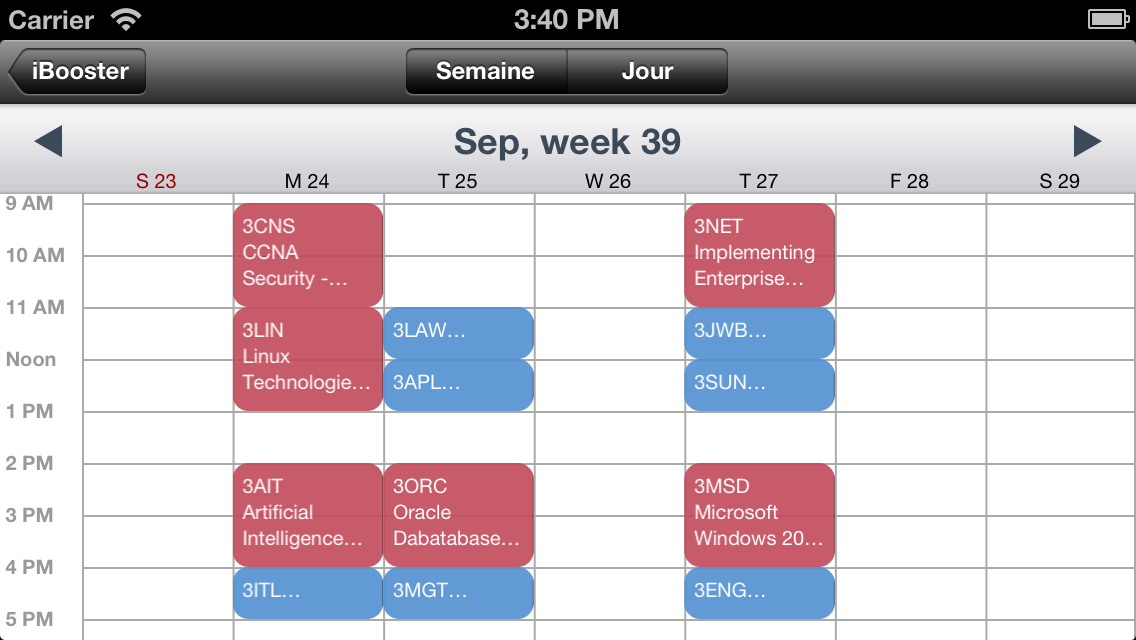 Carrier 3:40 PM
iBooster Semaine Jour
Sep, week 39
S 23 M 24 T 25 W 26 T 27 F 28 S 29
9 AM
3CNS 3NET
CCNA Implementing
10 AM
Security -... Enterprise...
11 AM
3LIN 3LAW... 3JWB...
Linux
Noon
Technologie... 3APL... 3SUN...
1 PM
2 PM
3AIT 3ORC 3MSD
Artificial Oracle Microsoft
3 PM
Intelligence... Dabatabase... Windows 20...
4 PM
3ITL... 3MGT... 3ENG...
5 PM